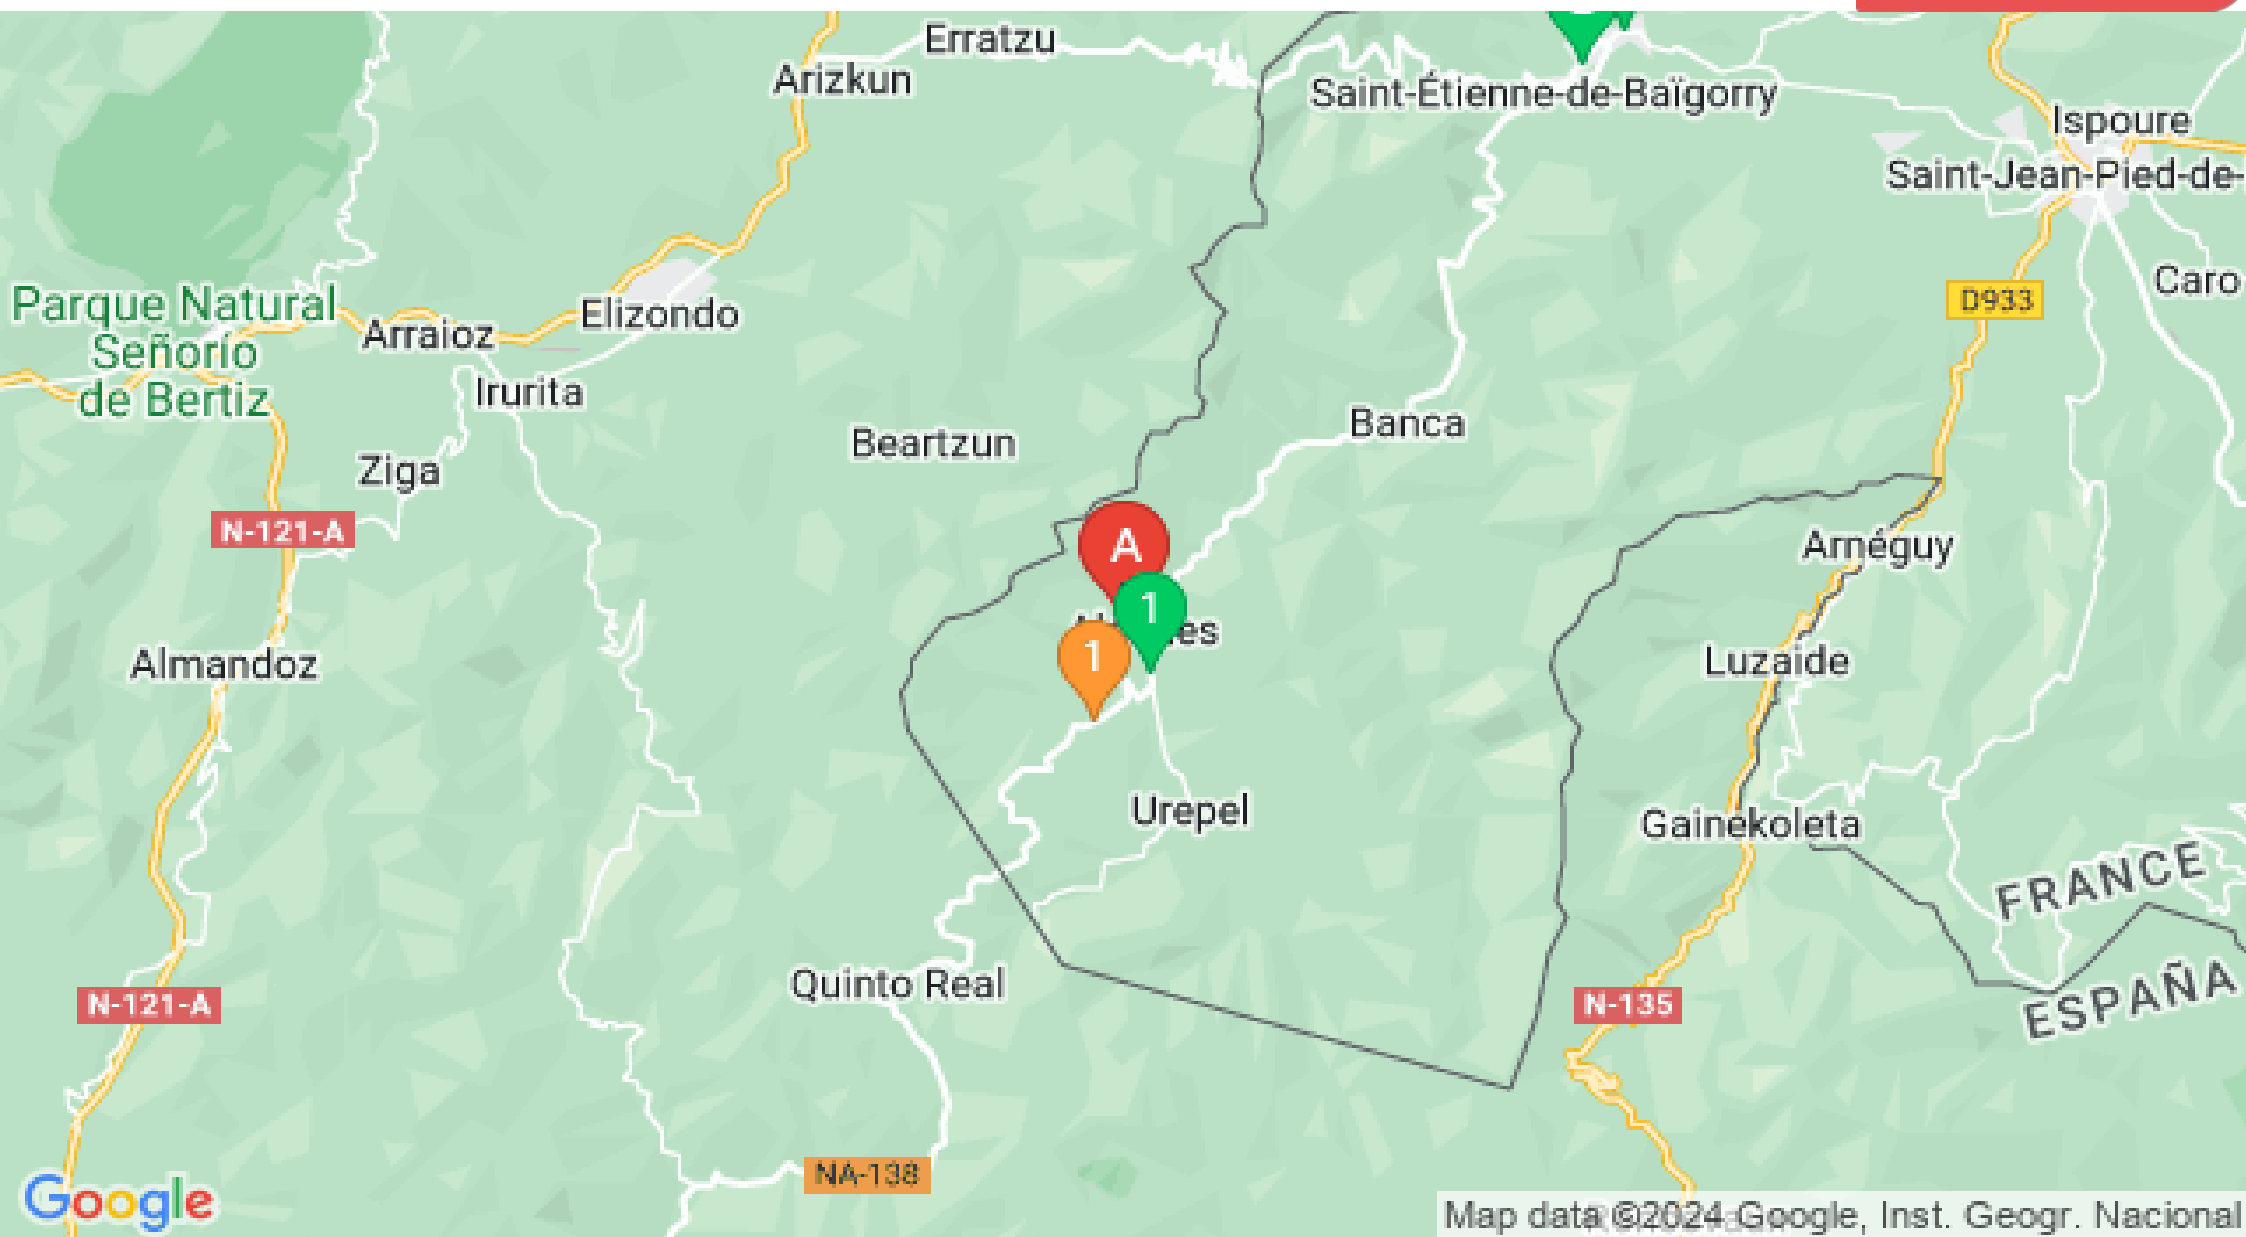 Erratzu
Arizkun
Saint-Étienne-de-Baïgorry
Ispoure
Saint-Jean-Pied-de-
Caro
D933
Parque Natural
Señorío
de Bertiz
Arraioz
Elizondo
Irurita
Banca
Beartzun
Ziga
N-121-A
A
Arnéguy
1
es
1
Almandoz
Luzaide
Urepel
Gainekoleta
FRANCE
Quinto Real
ESPAÑA
N-121-A
N-135
NA-138
Google
Map data ©2024 Google, Inst. Geogr. Nacional